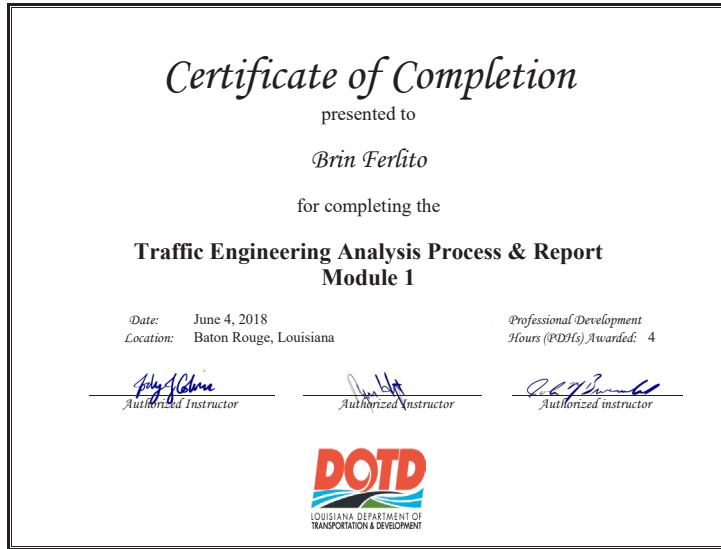 Certificate of Completion
presented to
Brin Ferlito
for completing the
Traffic Engineering Analysis Process & Report
Module 1
Date: June 4, 2018
Location: Baton Rouge, Louisiana
Professional Development
Hours (PDHs) Awarded: 4
Authorized Instructor
Authorized Instructor
Authorized instructor
DOTD
LOUISIANA DEPARTMENT OF
TRANSPORTATION & DEVELOPMENT